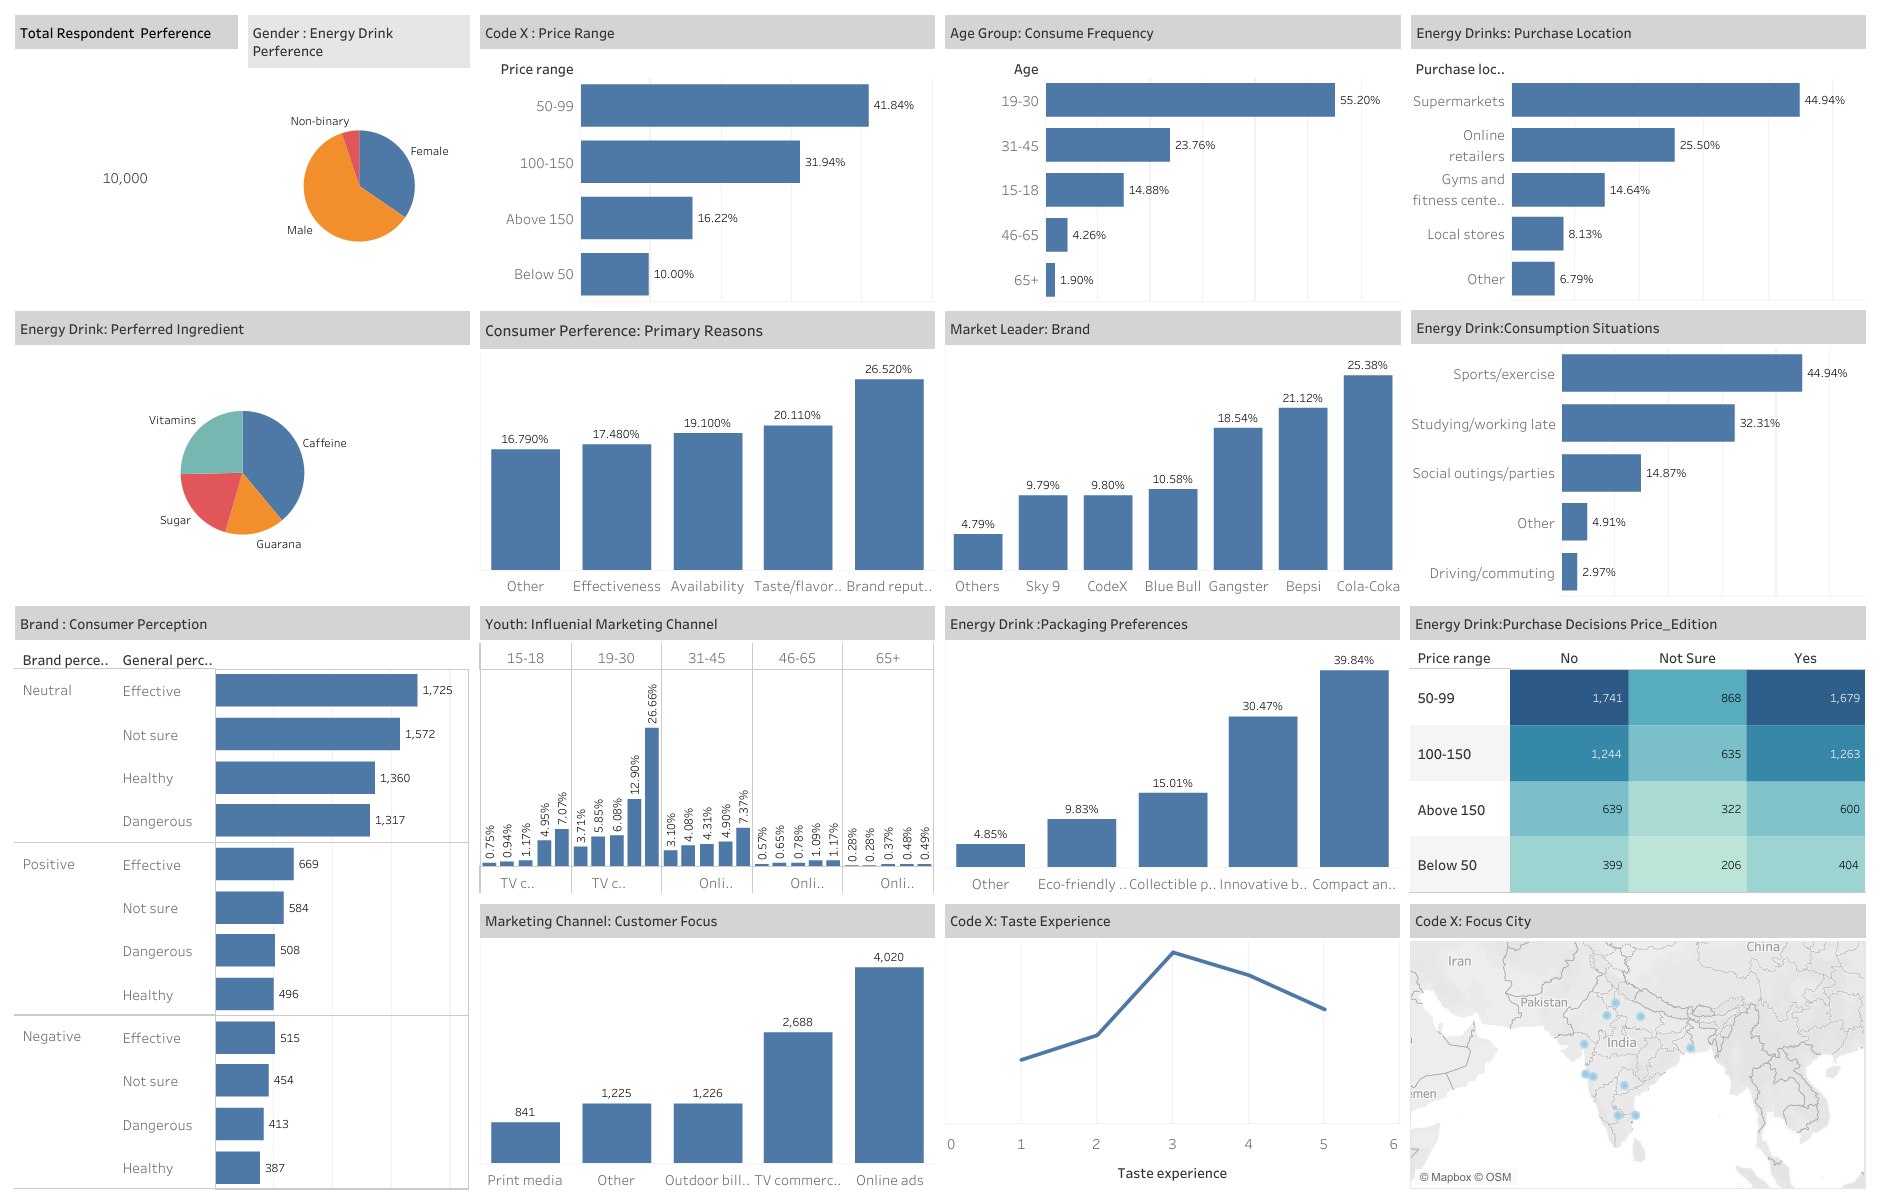 Total Respondent  Perference
10,000
Gender : Energy Drink
Perference
Non-binary
Female
Male
Code X : Price Range
Price range
50-99
41.84%
100-150
31.94%
Above 150
16.22%
Below 50
10.00%
Age Group: Consume Frequency
Age
19-30
55.20%
31-45
23.76%
15-18
14.88%
46-65
4.26%
65+
1.90%
Energy Drinks: Purchase Location
Purchase loc..
Supermarkets
44.94%
Online
retailers
25.50%
Gyms and
fitness cente..
14.64%
Local stores
8.13%
Other
6.79%
Energy Drink: Perferred Ingredient
Vitamins
Caffeine
Sugar
Guarana
Consumer Perference: Primary Reasons
16.790%
17.480%
19.100%
20.110%
26.520%
Other
Effectiveness
Availability
Taste/flavor..
Brand reput..
Market Leader: Brand
4.79%
9.79%
9.80%
10.58%
18.54%
21.12%
25.38%
Others
Sky 9
CodeX
Blue Bull
Gangster
Bepsi
Cola-Coka
Energy Drink:Consumption Situations
Sports/exercise
44.94%
Studying/working late
32.31%
Social outings/parties
14.87%
Other
4.91%
Driving/commuting
2.97%
Brand : Consumer Perception
Brand perce..
General perc..
Neutral
Effective
1,725
Not sure
1,572
Healthy
1,360
Dangerous
1,317
Positive
Effective
669
Not sure
584
Dangerous
508
Healthy
496
Negative
Effective
515
Not sure
454
Dangerous
413
Healthy
387
Youth: Influenial Marketing Channel
15-18
19-30
31-45
46-65
65+
0.75%
0.94%
1.17%
4.95%
7.07%
3.71%
5.85%
6.08%
12.90%
26.66%
3.10%
4.08%
4.31%
4.90%
7.37%
0.57%
0.65%
0.78%
1.09%
1.17%
0.28%
0.28%
0.37%
0.48%
0.49%
TV c..
TV c..
Onli..
Onli..
Onli..
Energy Drink :Packaging Preferences
4.85%
9.83%
15.01%
30.47%
39.84%
Other
Eco-friendly ..
Collectible p..
Innovative b..
Compact an..
Energy Drink:Purchase Decisions Price_Edition
Price range
No
Not Sure
Yes
50-99
1,741
868
1,679
100-150
1,244
635
1,263
Above 150
639
322
600
Below 50
399
206
404
Marketing Channel: Customer Focus
841
1,225
1,226
2,688
4,020
Print media
Other
Outdoor bill..
TV commerc..
Online ads
Code X: Taste Experience
0
1
2
3
4
5
6
Taste experience
Code X: Focus City
China
Iran
Pakistan
India
men
© Mapbox © OSM